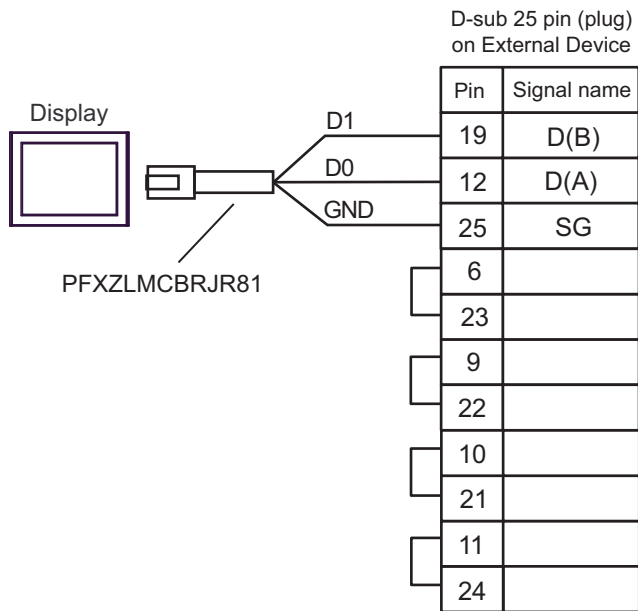 D-sub 25 pin (plug)
on External Device
Pin Signal name
Display
D1
19 D(B)
D0
12 D(A)
GND
25 SG
PFXZLMCBRJR81
6
23
9
22
10
21
11
24